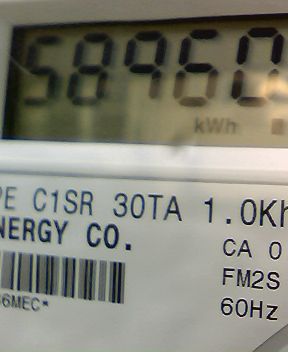 58960
kWh
PE C1SR 30TA 1.0Kh
NERGY CO.
CA 0
FM2S
6MEC*
60Hz